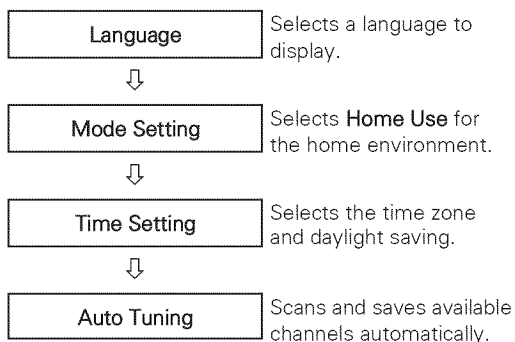 Language
Selects a language to
display.
Mode Setting
Selects Home Use for
the home environment.
Time Setting
Selects the time zone
and daylight saving.
Auto Tuning
Scans and saves available
channels automatically.